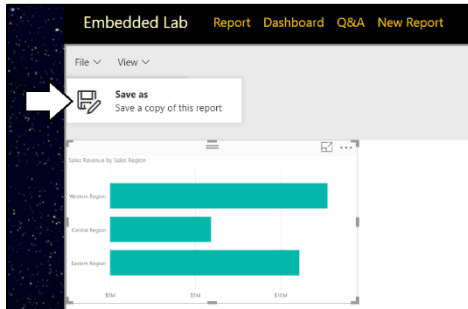 Embedded Lab Report Dashboard Q&A New Report
File View
Save as
Save a copy of this report
Sales Revenue by Sales Region
Western Region
Central Region
Eastern Region
$0M $5M $10M